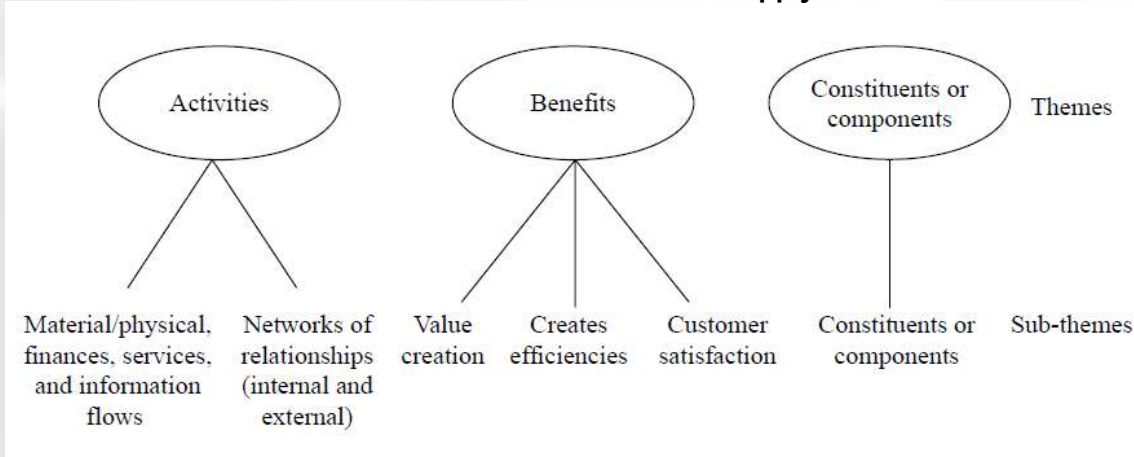 Activities
Benefits
Constituents or
components
Themes
Material/physical,
finances, services,
and information
flows
Networks of
relationships
(internal and
external)
Value
creation
Creates
efficiencies
Customer
satisfaction
Constituents or
components
Sub-themes